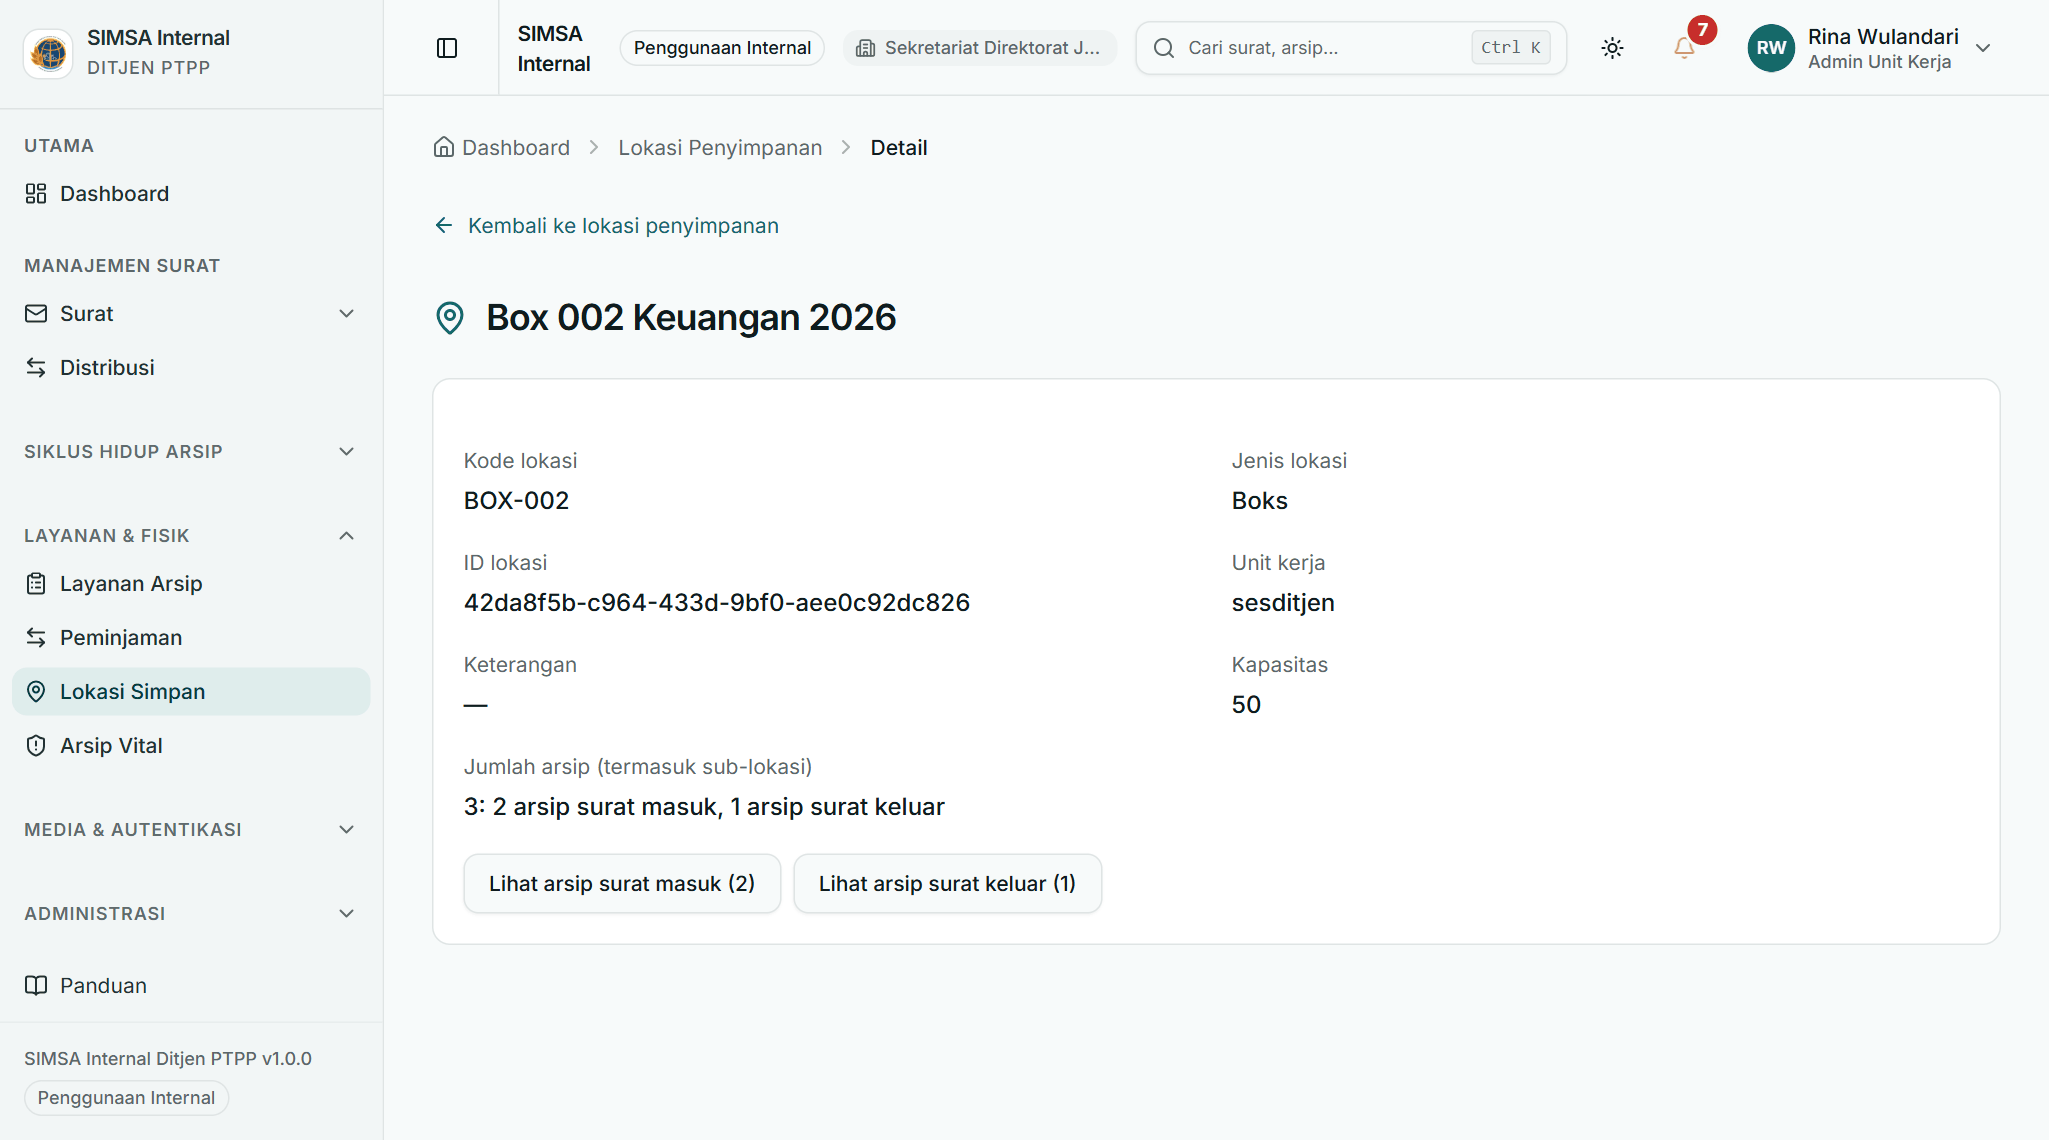 SIMSA Internal
DITJEN PTPP
UTAMA
Dashboard
MANAJEMEN SURAT
Surat
Distribusi
SIKLUS HIDUP ARSIP
LAYANAN & FISIK
Layanan Arsip
Peminjaman
Lokasi Simpan
Arsip Vital
MEDIA & AUTENTIKASI
ADMINISTRASI
Panduan
SIMSA Internal Ditjen PTPP v1.0.0
Penggunaan Internal
SIMSA
Internal
Penggunaan Internal
Sekretariat Direktorat J...
Cari surat, arsip...
Ctrl K
7
RW
Rina Wulandari
Admin Unit Kerja
Dashboard
Lokasi Penyimpanan
Detail
Kembali ke lokasi penyimpanan
Box 002 Keuangan 2026
Kode lokasi
BOX-002
Jenis lokasi
Boks
ID lokasi
42da8f5b-c964-433d-9bf0-aee0c92dc826
Unit kerja
sesditjen
Keterangan
—
Kapasitas
50
Jumlah arsip (termasuk sub-lokasi)
3: 2 arsip surat masuk, 1 arsip surat keluar
Lihat arsip surat masuk (2)
Lihat arsip surat keluar (1)